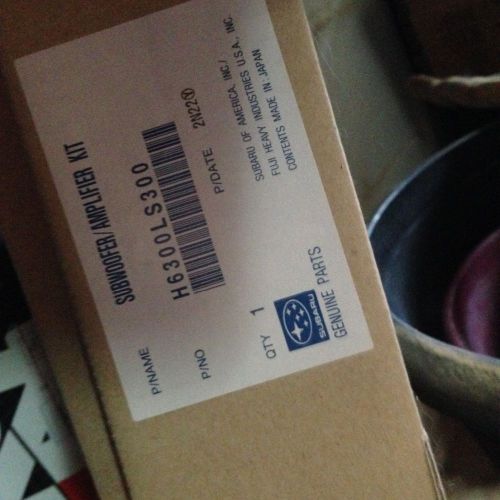 P/NAME SUBWOOFER/AMPLIFIER KIT
P/NO H6300LS300
P/DATE 2N22①
QTY 1
SUBARU OF AMERICA, INC/
FUJI HEAVY INDUSTRIES U.S.A., INC.
CONTENTS MADE IN: JAPAN
SUBARU
GENUINE PARTS